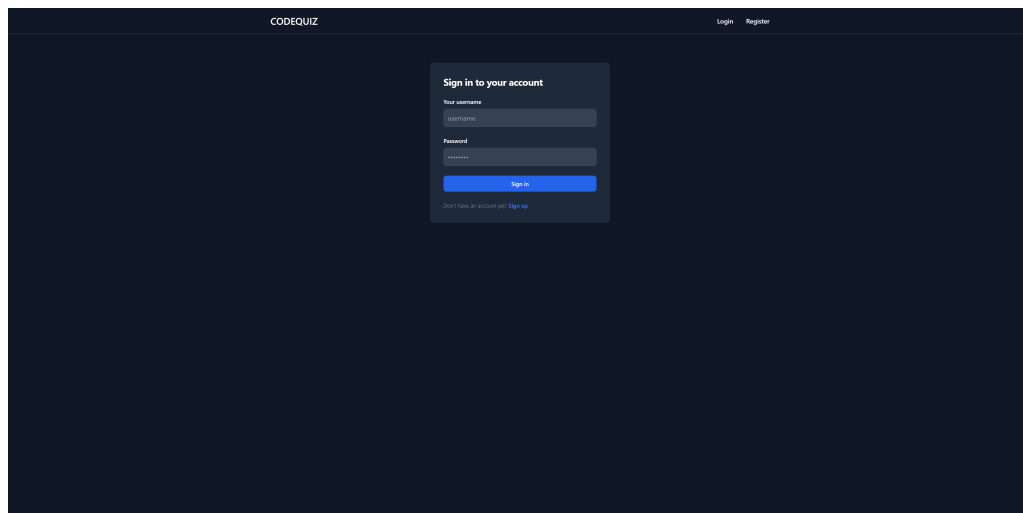 CODEQUIZ
Login Register
Sign in to your account
Your username
username
Password
••••••••
Sign in
Don't have an account yet? Sign up